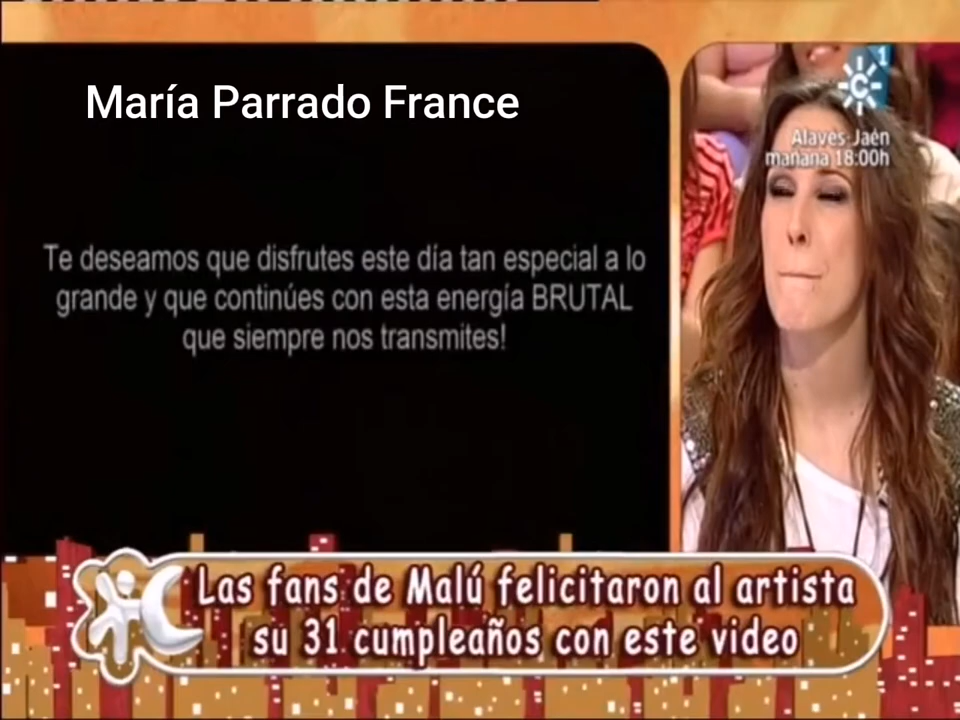 María Parrado France
1
Alavés-Jaén
mañana 18:00h
Te deseamos que disfrutes este día tan especial a lo
grande y que continúes con esta energía BRUTAL
que siempre nos transmites!
Las fans de Malú felicitaron al artista
su 31 cumpleaños con este video